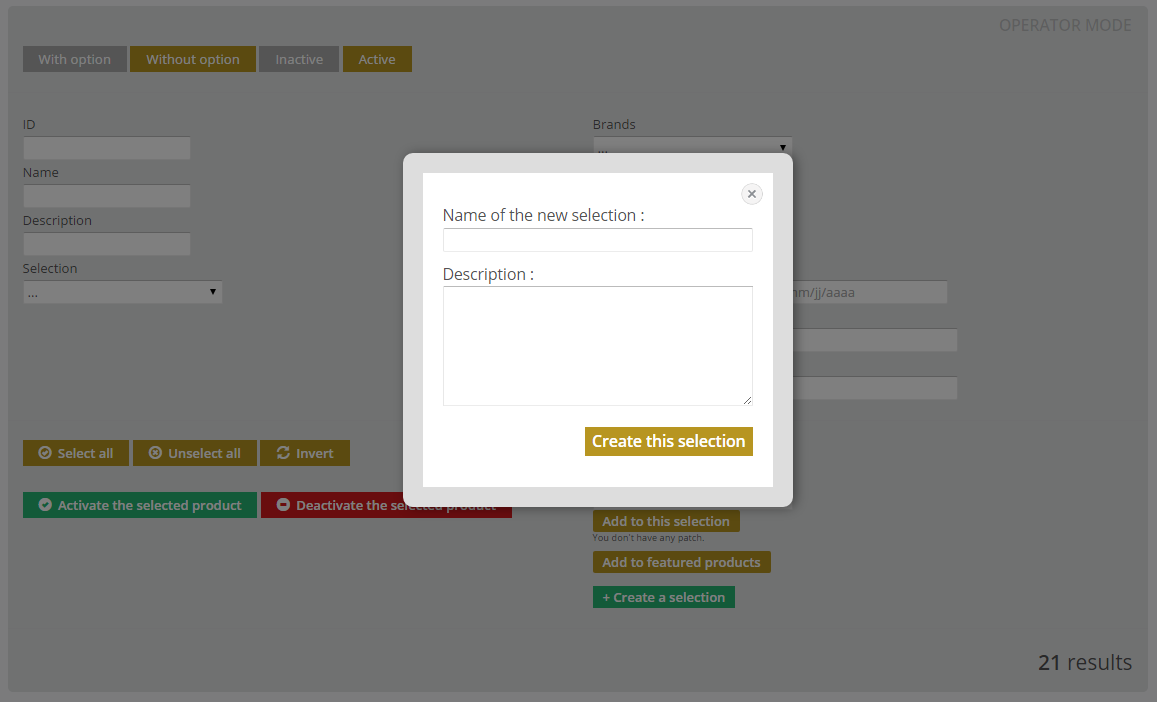 OPERATOR MODE
With option
Without option
Inactive
Active
ID
Name
Description
Selection
...
Brands
...
Name of the new selection :
Description :
Create this selection
/jj/aaaa
Select all
Unselect all
Invert
Activate the selected product
Deactivate the selected product
Add to this selection
You don't have any patch.
Add to featured products
+ Create a selection
21 results